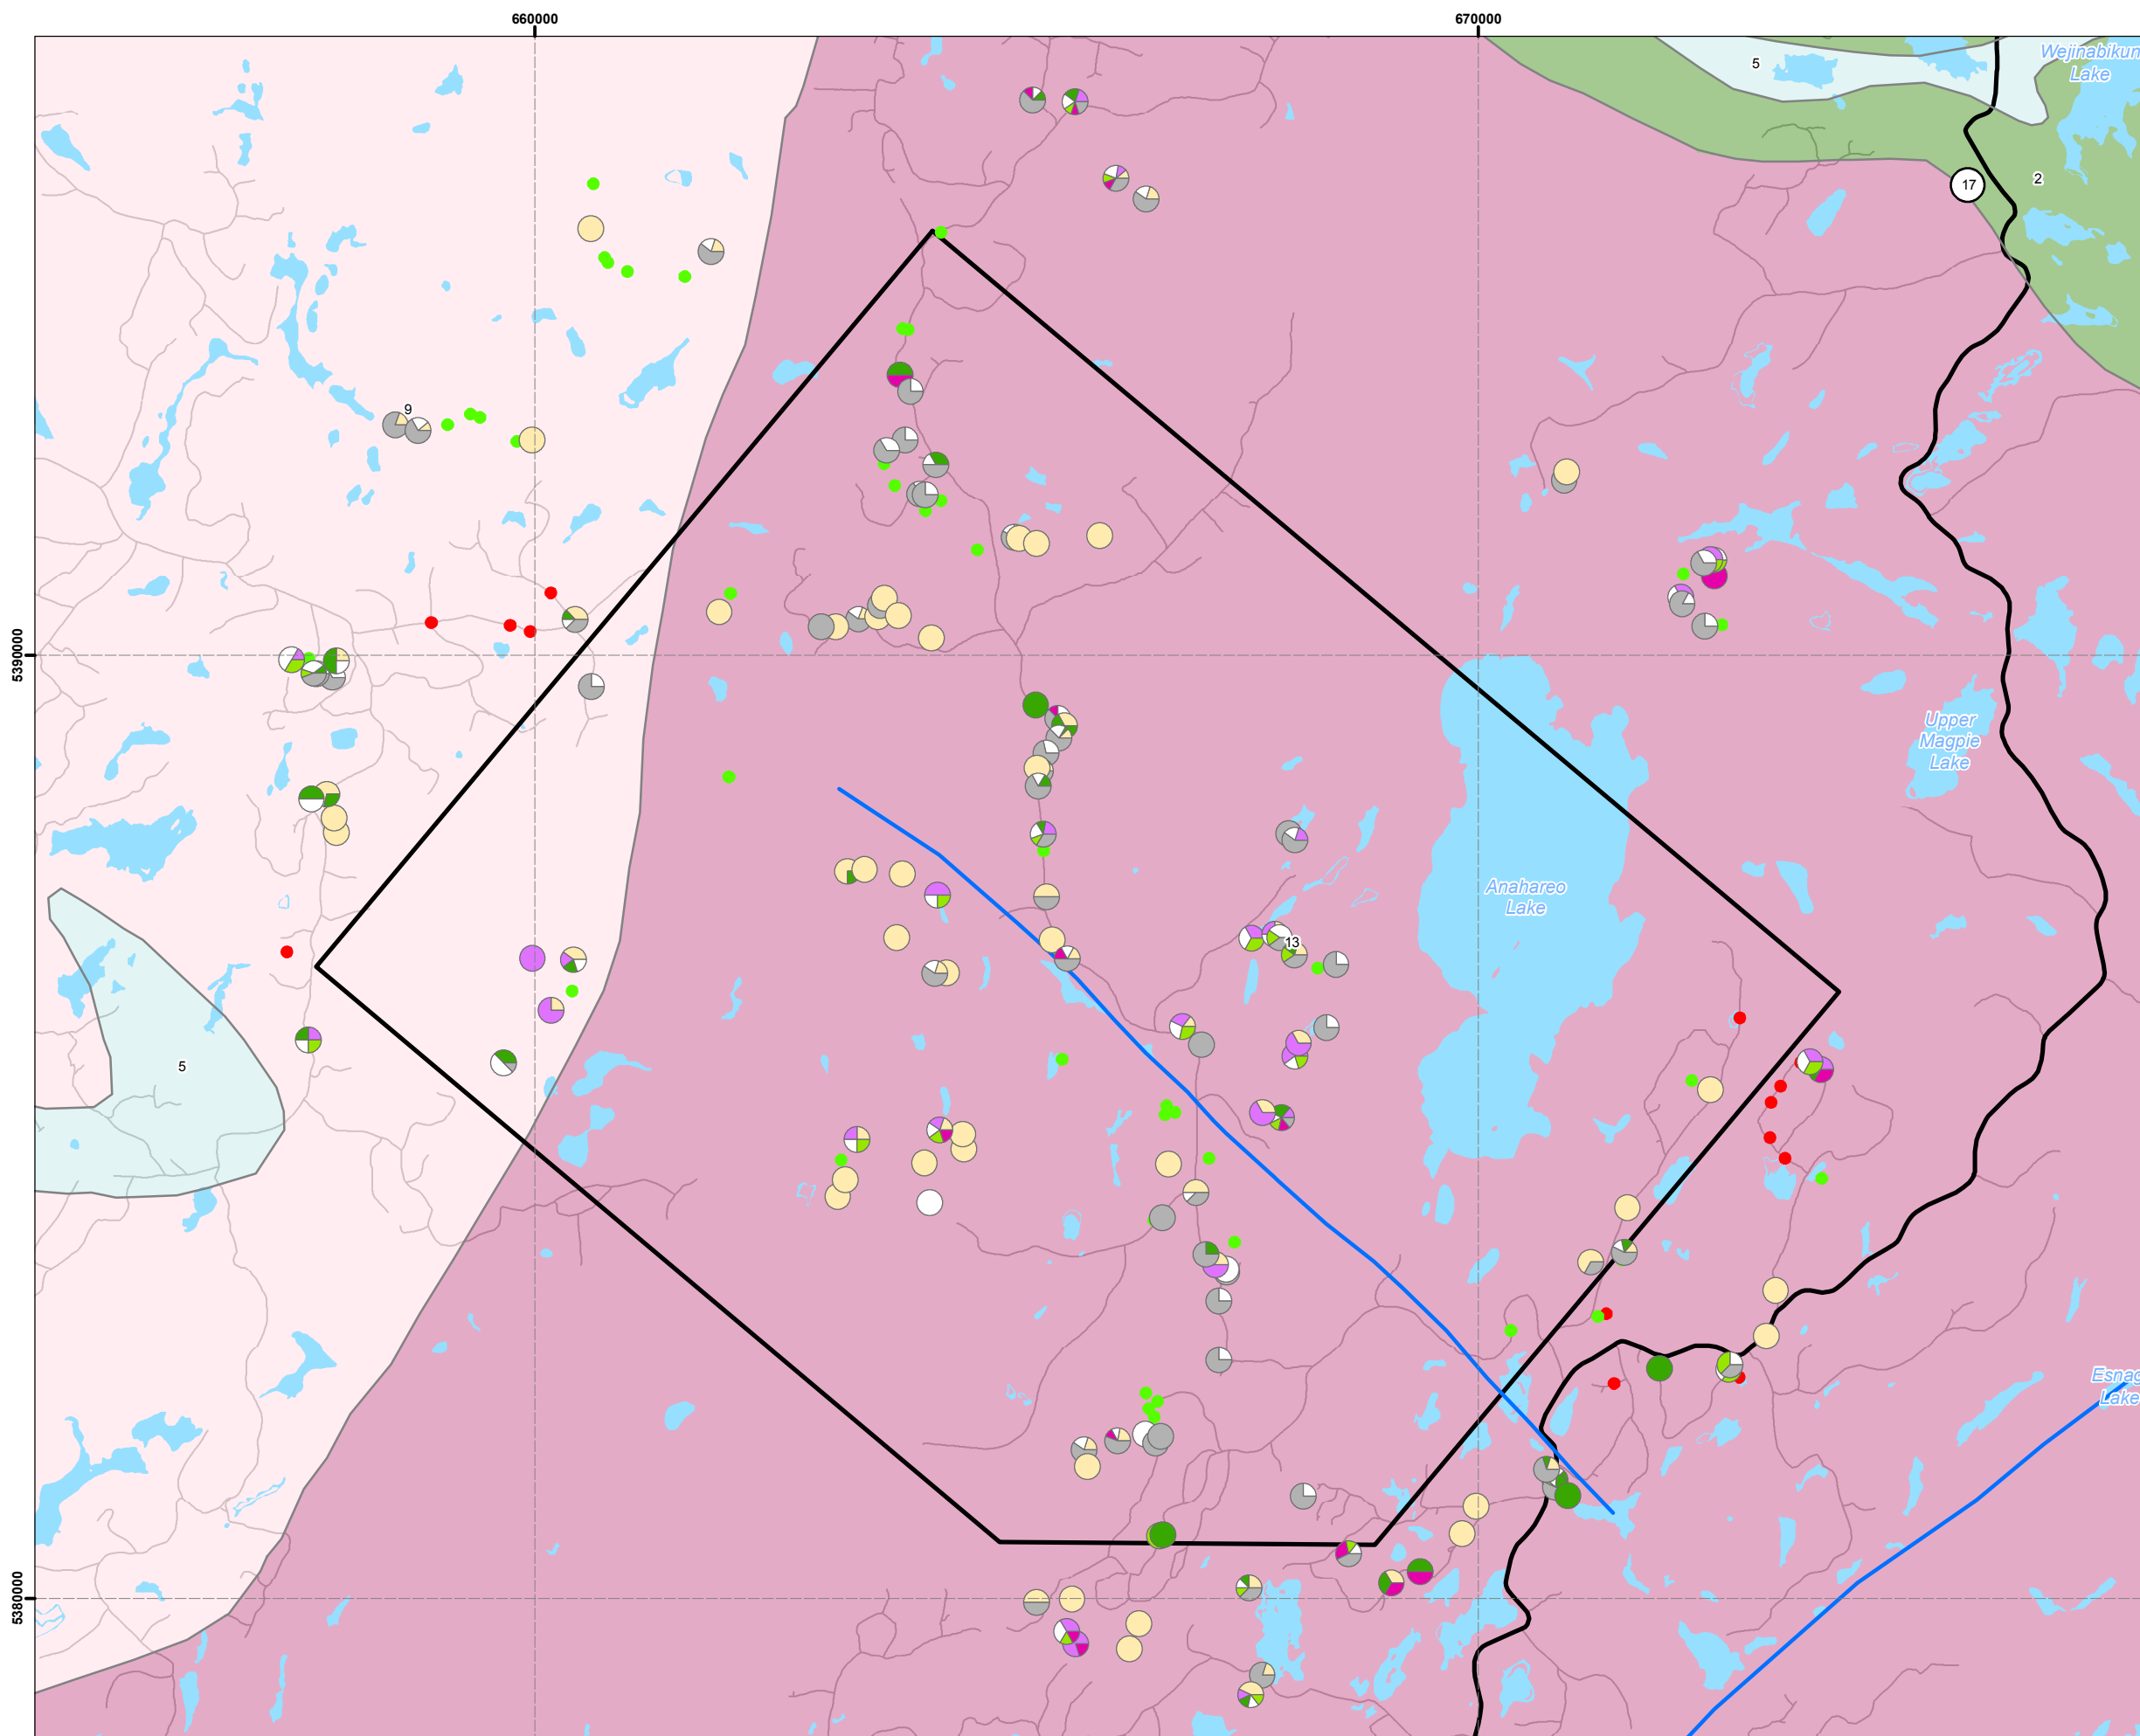 660000
670000
5
Wejinabikun
Lake
17
2
9
5390000
Upper
Magpie
Lake
Anahareo
Lake
13
5
Esnag
Lake
5380000